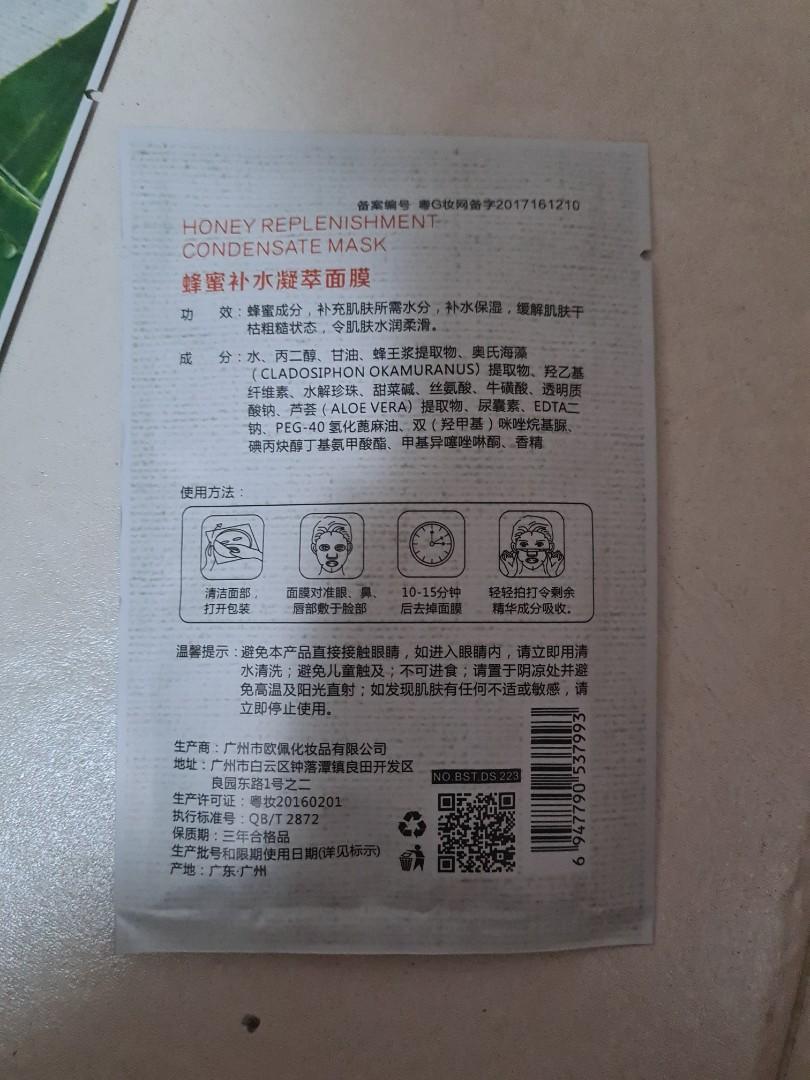 备案编号 粤G妆网备字2017161210
HONEY REPLENISHMENT
CONDENSATE MASK
蜂蜜补水凝萃面膜
功 效：蜂蜜成分，补充肌肤所需水分，补水保湿，缓解肌肤干
枯粗糙状态，令肌肤水润柔滑。
成 分：水、丙二醇、甘油、蜂王浆提取物、奥氏海藻
（CLADOSIPHON OKAMURANUS）提取物、羟乙基
纤维素、水解珍珠、甜菜碱、丝氨酸、牛磺酸、透明质
酸钠、芦荟（ALOE VERA）提取物、尿囊素、EDTA二
钠、PEG-40 氢化蓖麻油、双（羟甲基）咪唑烷基脲、
碘丙炔醇丁基氨甲酸酯、甲基异噻唑啉酮、香精
使用方法：
清洁面部，
打开包装
面膜对准眼、鼻、
唇部敷于脸部
10-15分钟
后去掉面膜
轻轻拍打令剩余
精华成分吸收。
温馨提示：避免本产品直接接触眼睛，如进入眼睛内，请立即用清
水清洗；避免儿童触及；不可进食；请置于阴凉处并避
免高温及阳光直射；如发现肌肤有任何不适或敏感，请
立即停止使用。
生产商：广州市欧佩化妆品有限公司
地址：广州市白云区钟落潭镇良田开发区
良园东路1号之二
生产许可证：粤妆20160201
执行标准号：QB/T 2872
保质期：三年合格品
生产批号和限期使用日期(详见标示)
产地：广东·广州
NO.BST.DS 223
6 947790 537993